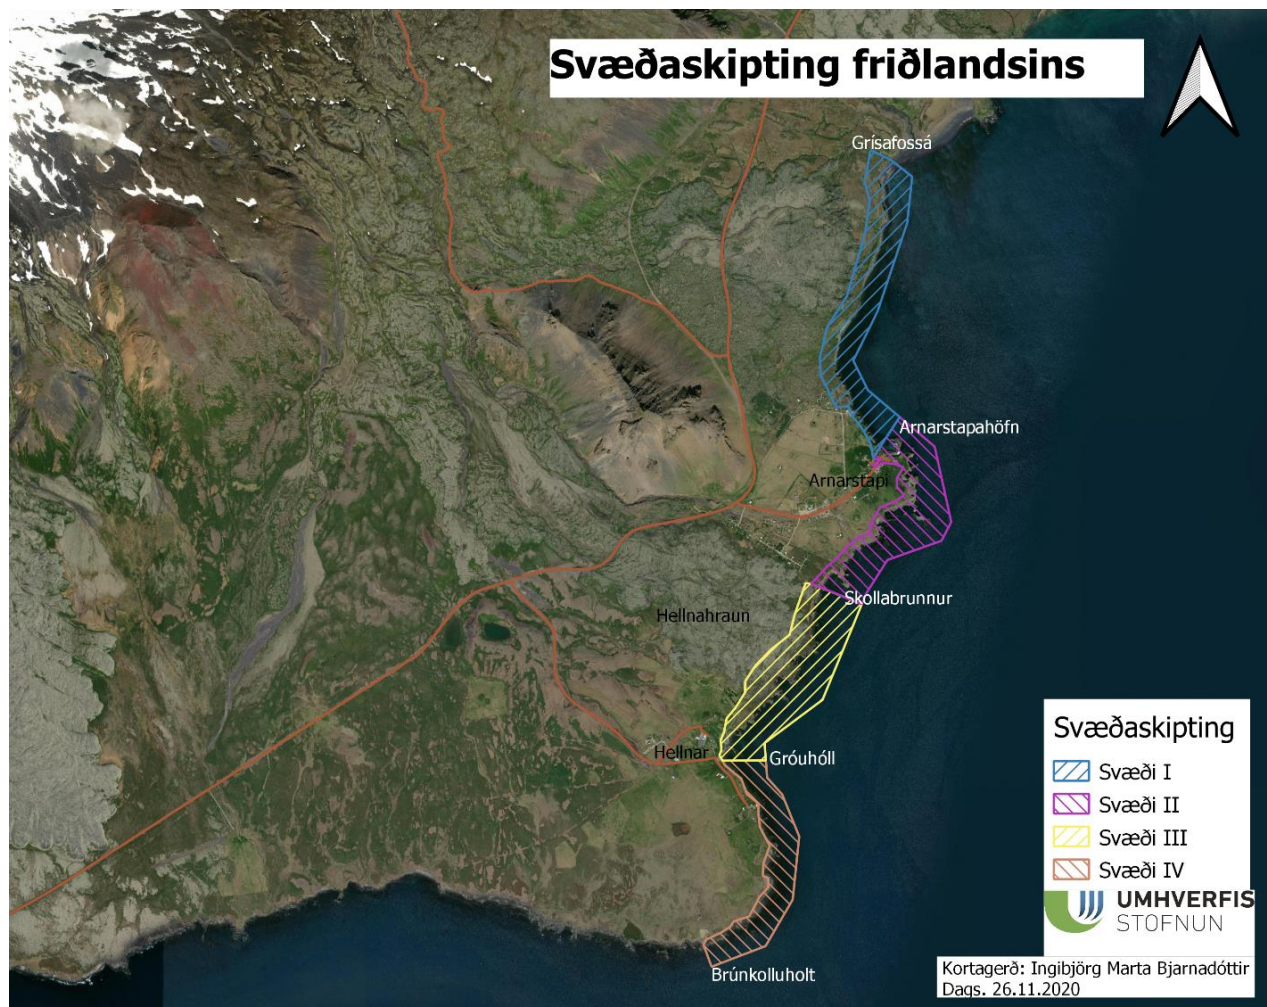 Svæðaskipting friðlandsins
Grísafossá
Arnarstapahöfn
Arnarstapi
Skollabrunnur
Hellnahraun
Hellnar
Gróuhóll
Brúnkolluholt
Svæðaskipting
Svæði I
Svæði II
Svæði III
Svæði IV
UMHVERFIS
STOFNUN
Kortagerð: Ingibjörg Marta Bjarnadóttir
Dags. 26.11.2020